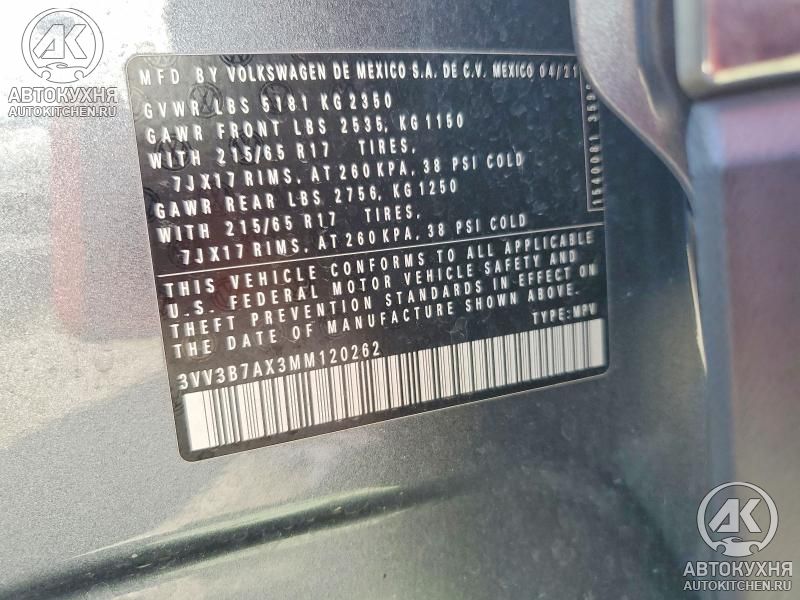 АК
АВТОКУХНЯ
AUTOKITCHEN.RU
MFD BY VOLKSWAGEN DE MEXICO S.A. DE C.V. MEXICO 04/21
GVWR LBS 5181 KG 2350
GAWR FRONT LBS 2535, KG 1150
WITH 215/65 R17 TIRES,
7JX17 RIMS, AT 260 KPA, 38 PSI COLD
GAWR REAR LBS 2756, KG 1250
WITH 215/65 R17 TIRES,
7JX17 RIMS, AT 260 KPA, 38 PSI COLD
THIS VEHICLE CONFORMS TO ALL APPLICABLE
U.S. FEDERAL MOTOR VEHICLE SAFETY AND
THEFT PREVENTION STANDARDS IN EFFECT ON
DATE OF MANUFACTURE SHOWN ABOVE.
TYPE: MPV
3VV3B7AX3MM120262
АК
АВТОКУХНЯ
AUTOKITCHEN.RU